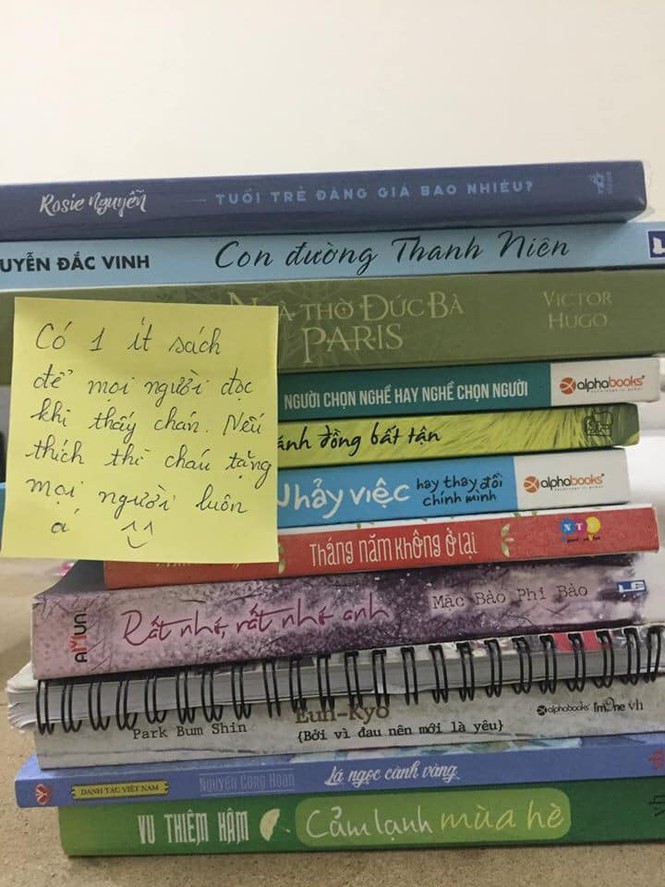 Rosie Nguyễn TUỔI TRẺ ĐÁNG GIÁ BAO NHIÊU?
UYỄN ĐẮC VINH Con đường Thanh Niên
NHÀ THỜ ĐỨC BÀ
PARIS
VICTOR
HUGO
Có 1 ít sách
để mọi người đọc
khi thấy chán. Nếu
thích thì cháu tặng
mọi người luôn
á ^^
NGƯỜI CHỌN NGHỀ HAY NGHỀ CHỌN NGƯỜI alphabooks
ánh đồng bất tận
Nhảy việc hay thay đổi
chính mình
alphabooks
Tháng năm không ở lại
AMUN Rất nhớ, rất nhớ anh Mặc Bảo Phi Bảo
Park Bum Shin Eun-Kyo alphabooks
{Bởi vì đau nên mới là yêu}
DANH TÁC VIỆT NAM Nguyễn Công Hoan Lá ngọc cành vàng
VU THIÊM HÂM Cảm lạnh mùa hè